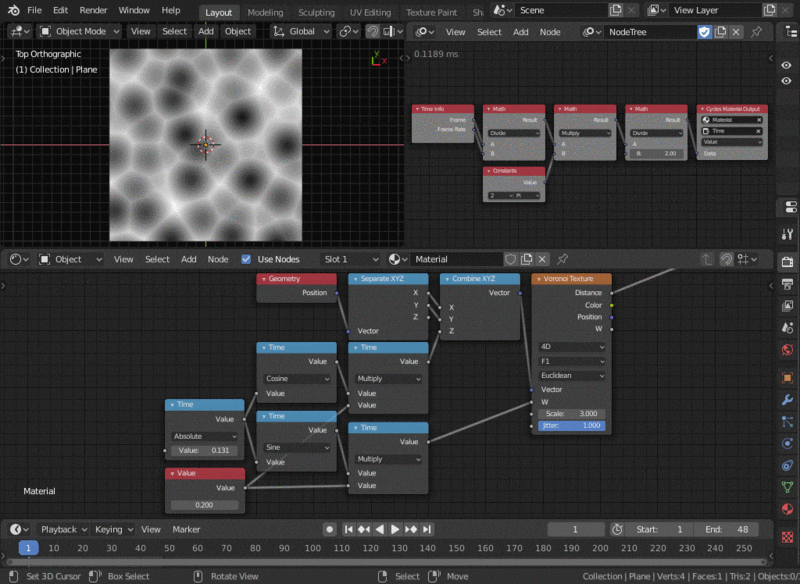 File Edit Render Window Help Layout Modeling Sculpting UV Editing Texture Paint Sh Scene View Layer
Object Mode View Select Add Object Global View Select Add Node NodeTree
Top Orthographic
(1) Collection | Plane
Y
X
0.1189 ms
Time Info
Frame
Frame Rate
Math
Result
Divide
A
B
Constants
Value
2 Pi
Math
Result
Multiply
A
B
Math
Result
Divide
A
B: 2.00
Cycles Material Output
Material
Time
Value
Data
Object View Select Add Node Use Nodes Slot 1 Material
Geometry
Position
Separate XYZ
X
Y
Z
Vector
Combine XYZ
Vector
X
Y
Z
Voronoi Texture
Distance
Color
Position
W
4D
F1
Euclidean
Vector
W
Scale: 3.000
Jitter: 1.000
Time
Value
Cosine
Value
Time
Value
Multiply
Value
Value
Time
Value
Absolute
Value: 0.131
Time
Value
Sine
Value
Time
Value
Multiply
Value
Value
Value
Value
0.200
Material
Playback Keying View Marker 1 Start: 1 End: 48
1 10 20 30 40 50 60 70 80 90 100 110 120 130 140 150 160 170 180 190 200 210 220 230 240 250
Set 3D Cursor Box Select Rotate View Select Move Collection | Plane | Verts:4 | Faces:1 | Tris:2 | Objects:0/